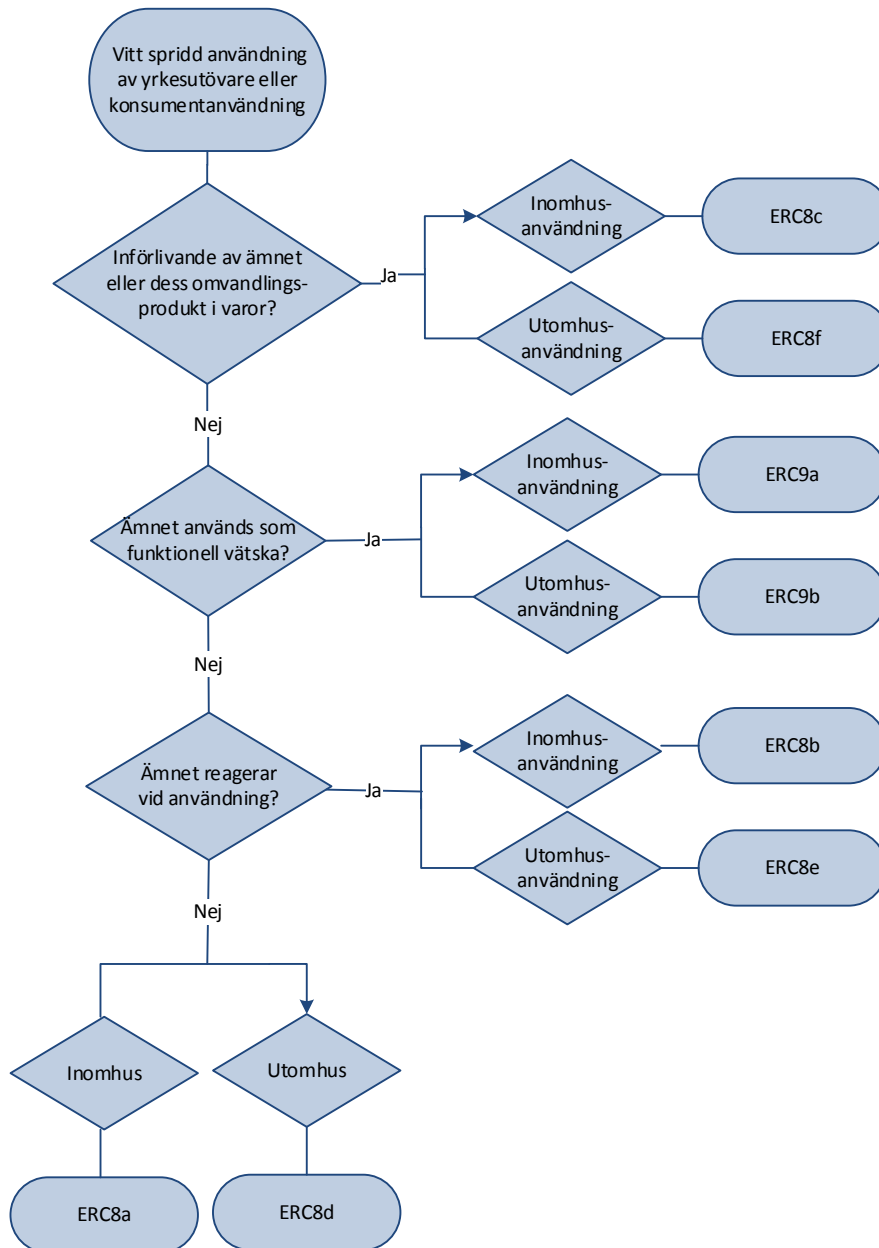 Vitt spridd användning
av yrkesutövare eller
konsumentanvändning
Införlivande av ämnet
eller dess omvandlings-
produkt i varor?
Ja
Inomhus-
användning
ERC8c
Utomhus-
användning
ERC8f
Nej
Ämnet används som
funktionell vätska?
Ja
Inomhus-
användning
ERC9a
Utomhus-
användning
ERC9b
Nej
Ämnet reagerar
vid användning?
Ja
Inomhus-
användning
ERC8b
Utomhus-
användning
ERC8e
Nej
Inomhus
Utomhus
ERC8a
ERC8d